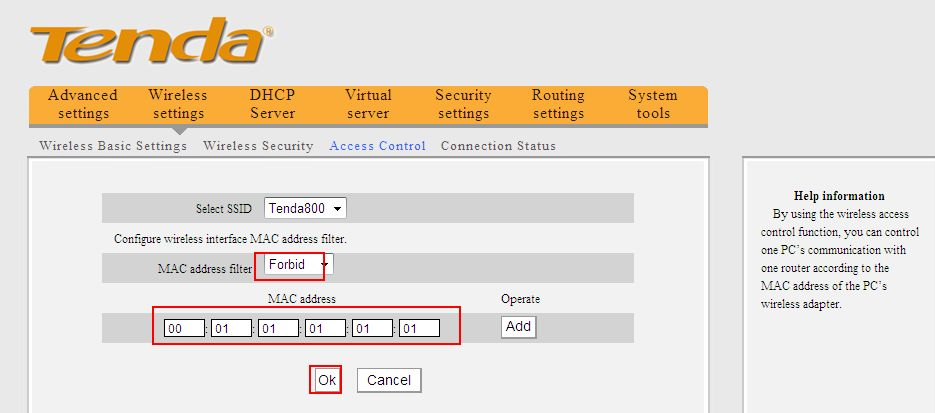 Tenda®
Advanced settings
Wireless settings
DHCP Server
Virtual server
Security settings
Routing settings
System tools
Wireless Basic Settings Wireless Security Access Control Connection Status
Select SSID Tenda800
Configure wireless interface MAC address filter.
MAC address filter Forbid
MAC address Operate
00 : 01 : 01 : 01 : 01 : 01 Add
Ok Cancel
Help information
By using the wireless access
control function, you can control
one PC's communication with
one router according to the
MAC address of the PC's
wireless adapter.